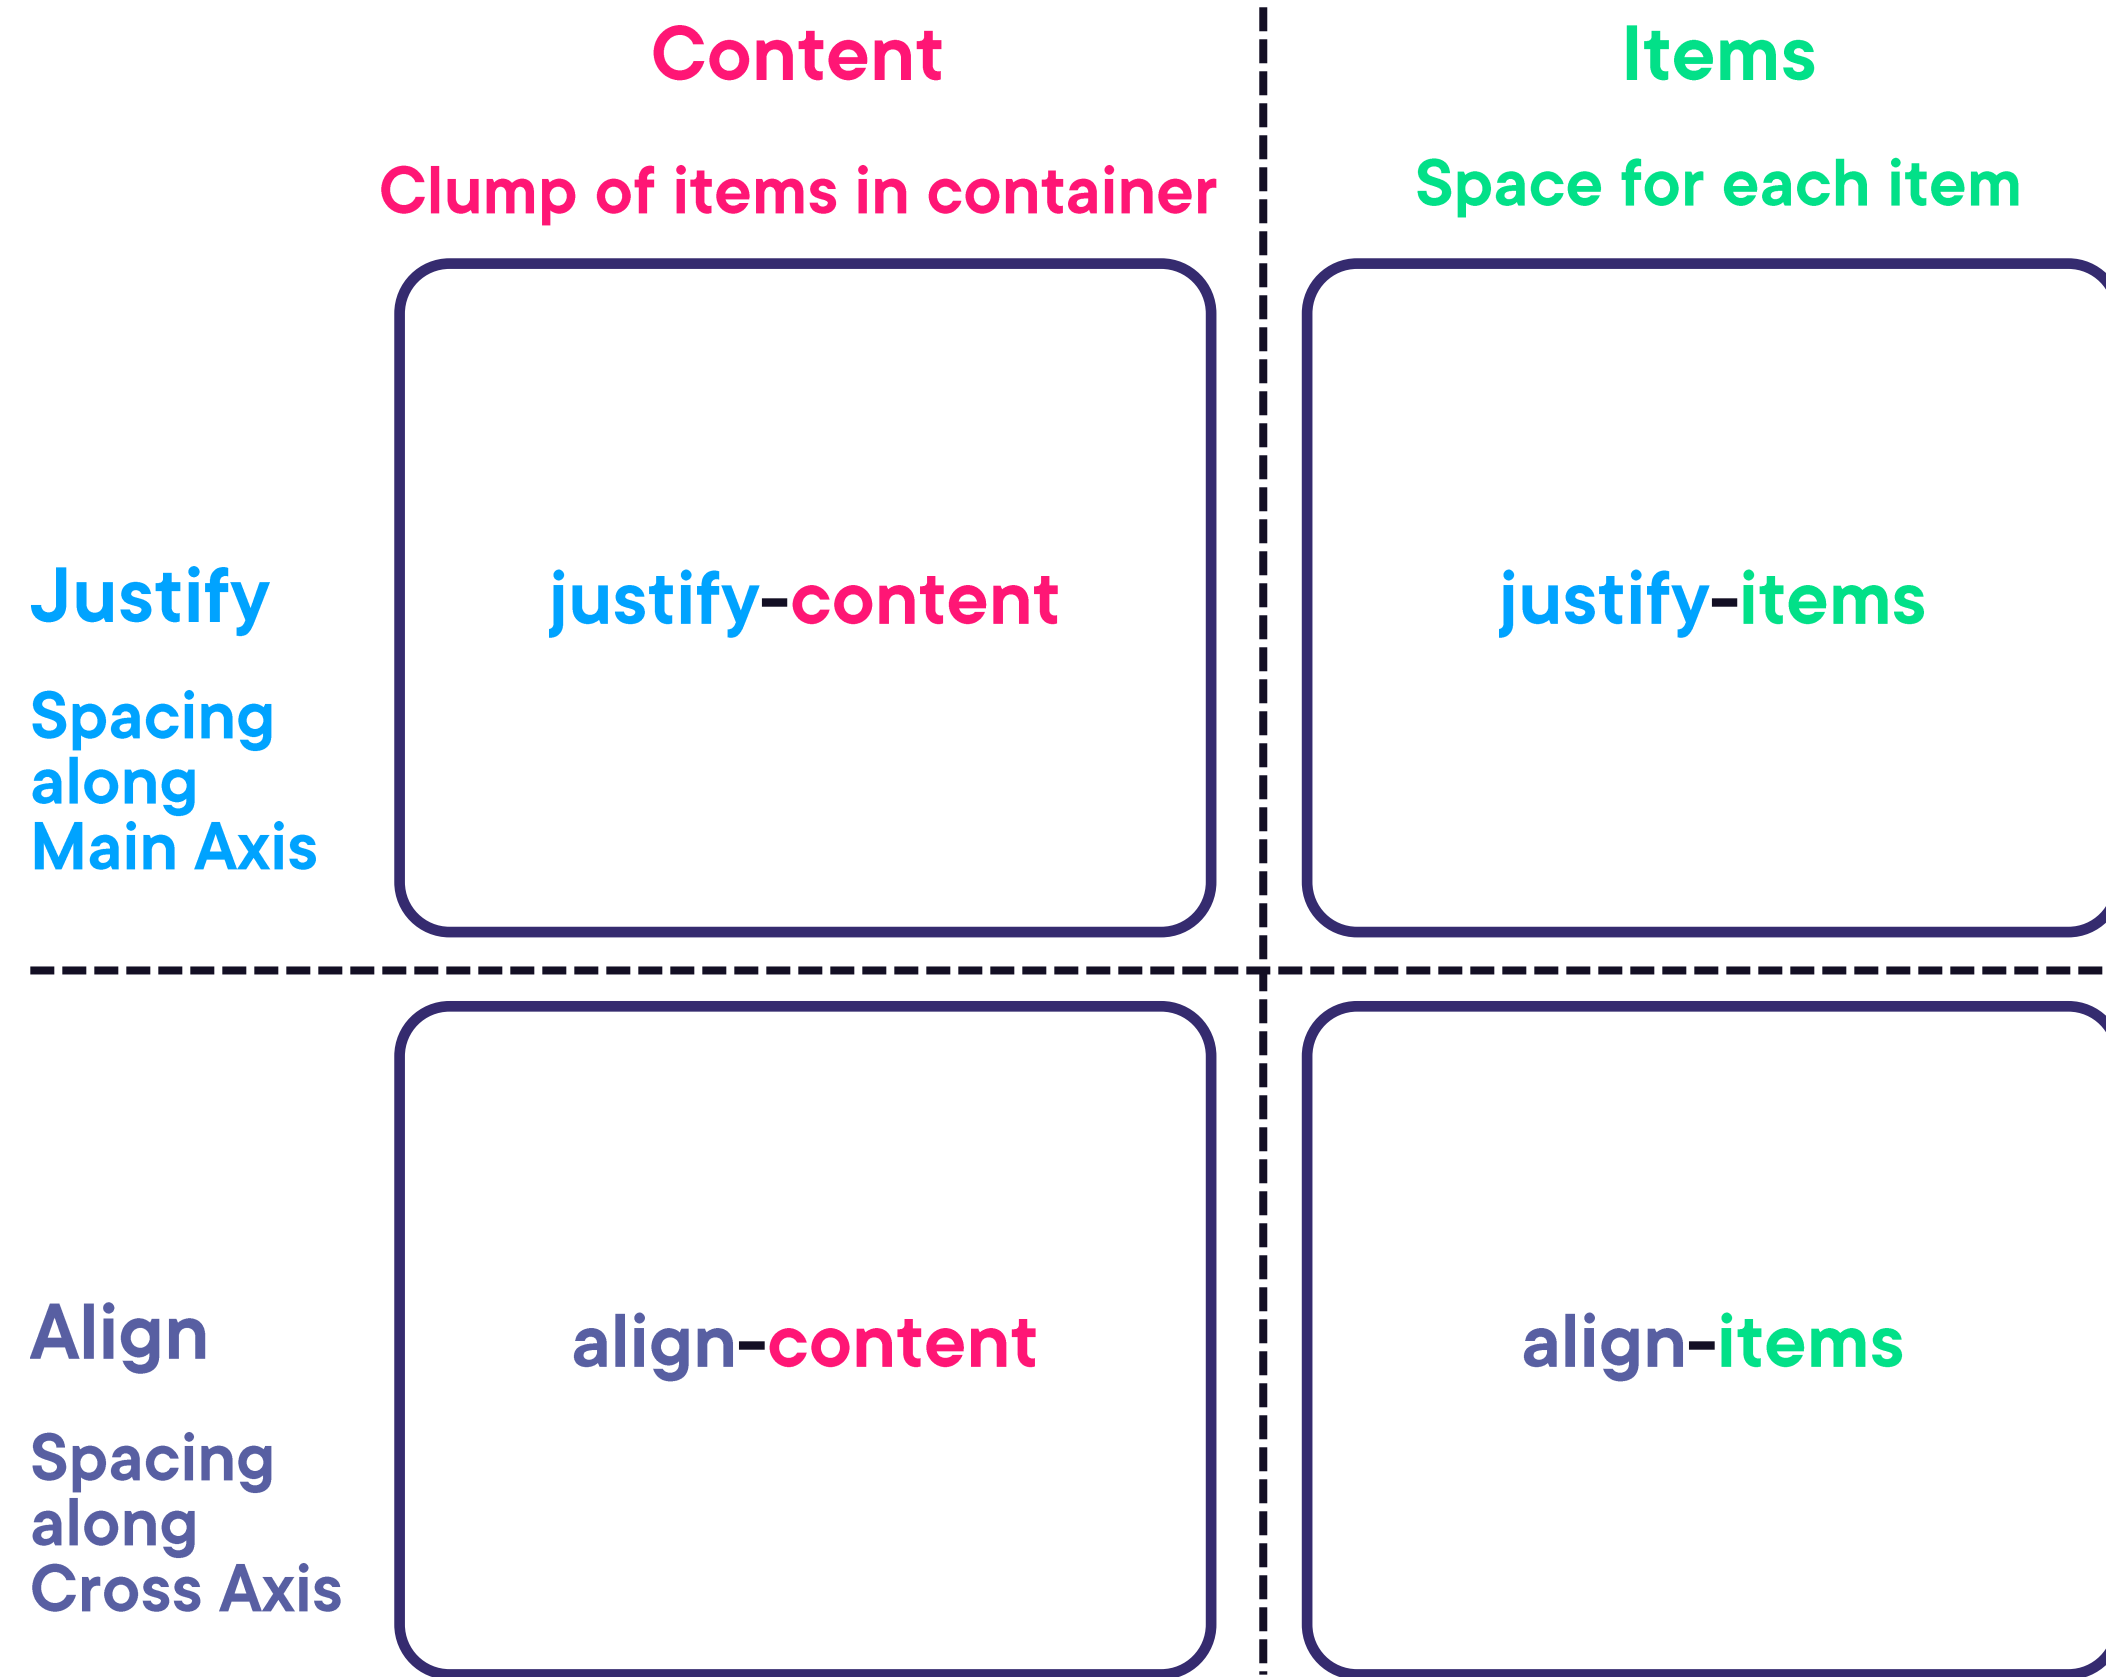 Content
Items
Clump of items in container
Space for each item
Justify
Spacing
along
Main Axis
justify-content
justify-items
Align
Spacing
along
Cross Axis
align-content
align-items